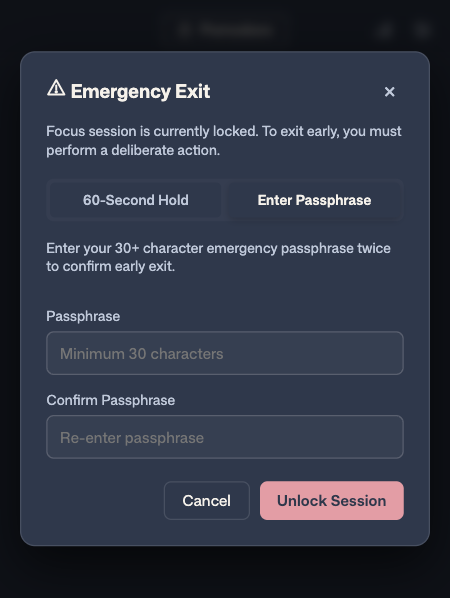 Emergency Exit
Focus session is currently locked. To exit early, you must
perform a deliberate action.
60-Second Hold
Enter Passphrase
Enter your 30+ character emergency passphrase twice
to confirm early exit.
Passphrase
Minimum 30 characters
Confirm Passphrase
Re-enter passphrase
Cancel
Unlock Session